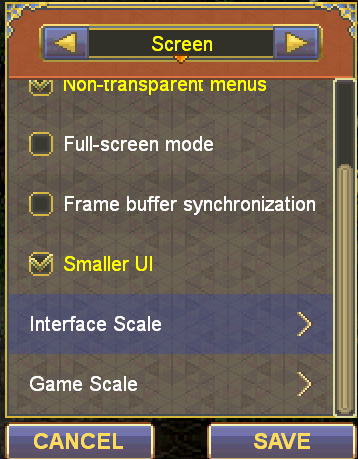 Screen
Non-transparent menus
Full-screen mode
Frame buffer synchronization
Smaller UI
Interface Scale
Game Scale
CANCEL
SAVE